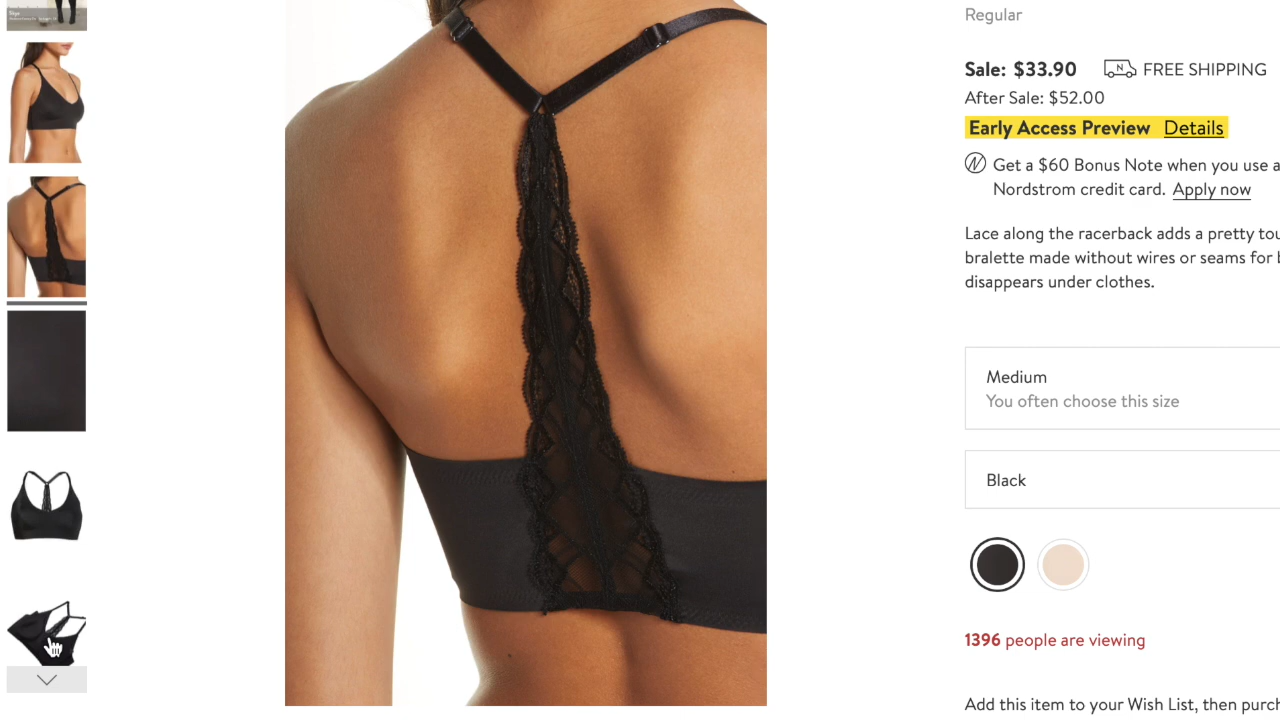 Regular
Sale: $33.90 FREE SHIPPING
After Sale: $52.00
Early Access Preview Details
Get a $60 Bonus Note when you use a
Nordstrom credit card. Apply now
Lace along the racerback adds a pretty
bralette made without wires or seams for
disappears under clothes.
Medium
You often choose this size
Black
1396 people are viewing
Add this item to your Wish List, then